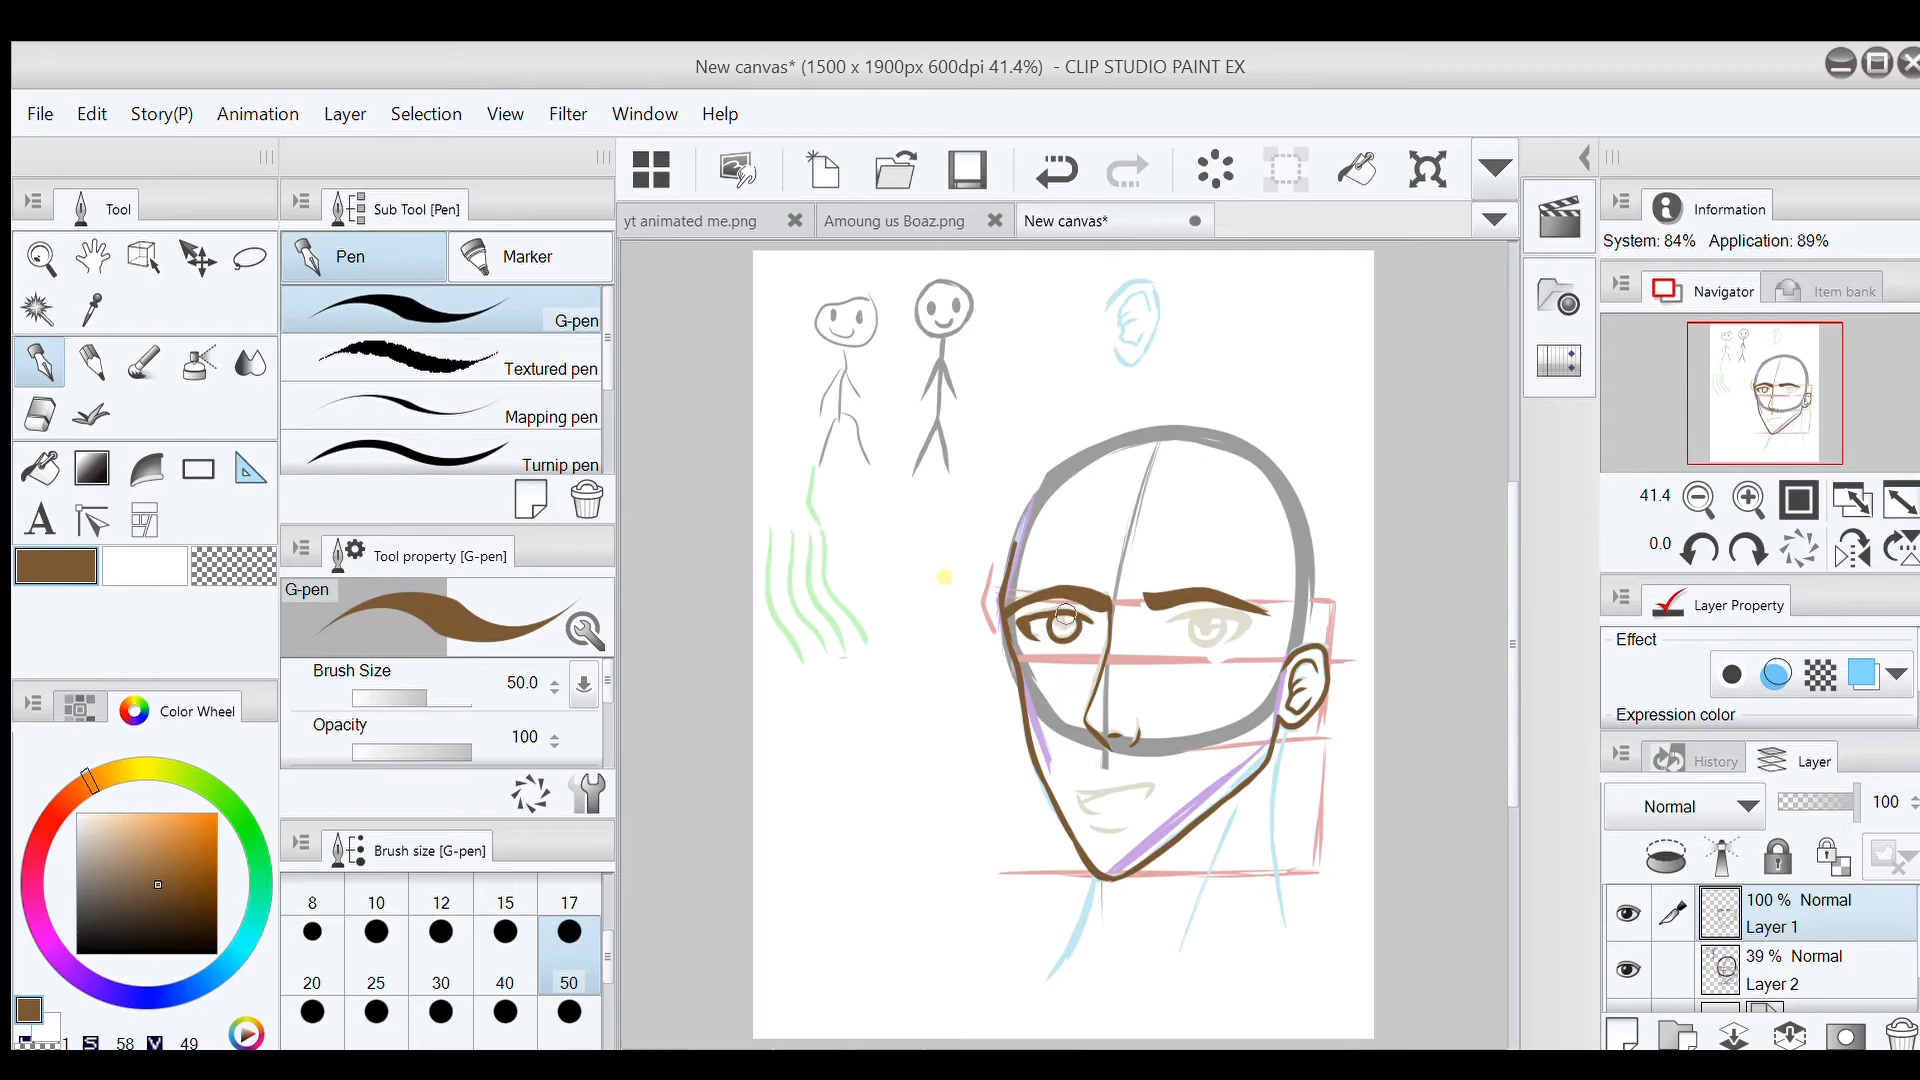 New canvas* (1500 x 1900px 600dpi 41.4%)  - CLIP STUDIO PAINT EX
File Edit Story(P) Animation Layer Selection View Filter Window Help
Tool
Sub Tool [Pen]
yt animated me.png
Amoung us Boaz.png
New canvas*
Information
System: 84% Application: 89%
Pen
Marker
G-pen
Textured pen
Mapping pen
Turnip pen
Navigator
Item bank
41.4
0.0
Tool property [G-pen]
G-pen
Brush Size
50.0
Opacity
100
Layer Property
Effect
Expression color
Color Wheel
History
Layer
Normal
100
Brush size [G-pen]
8 10 12 15 17
20 25 30 40 50
100 % Normal
Layer 1
39 % Normal
Layer 2
S 58 V 49